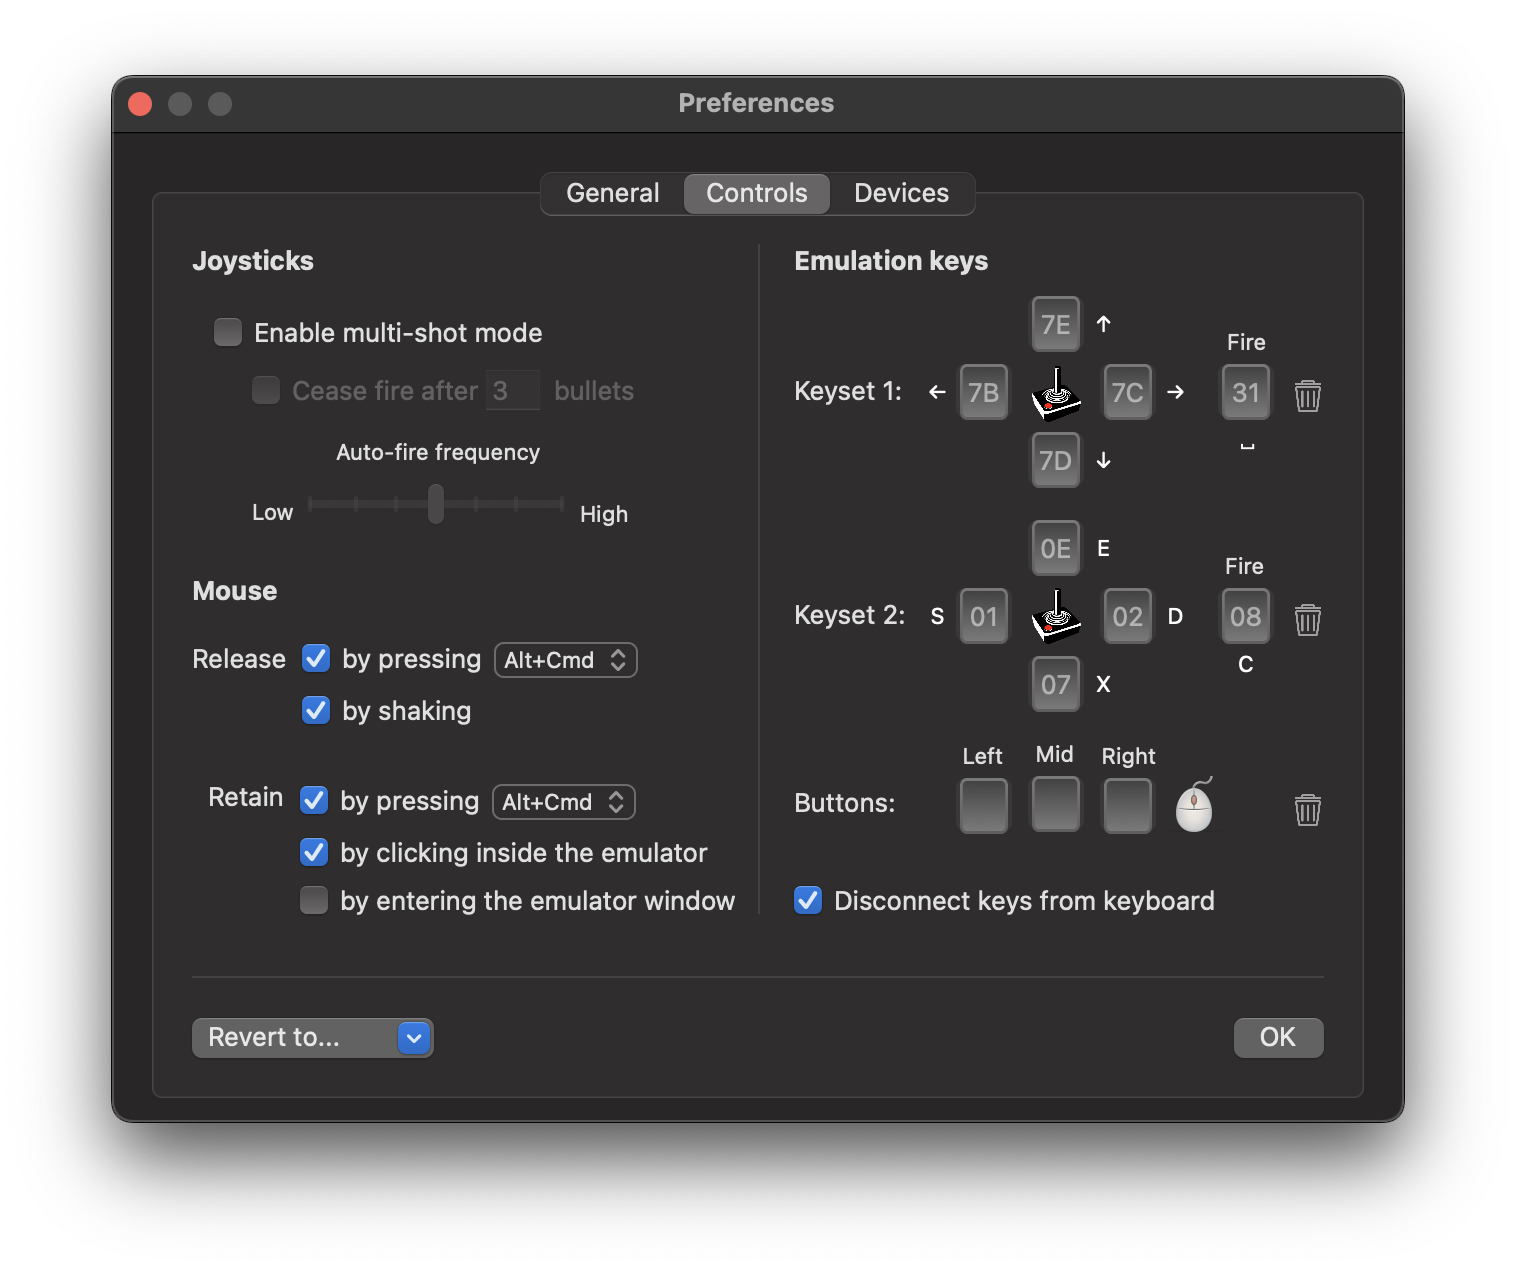 Preferences
General Controls Devices
Joysticks
Enable multi-shot mode
Cease fire after 3 bullets
Auto-fire frequency
Low High
Mouse
Release by pressing Alt+Cmd
by shaking
Retain by pressing Alt+Cmd
by clicking inside the emulator
by entering the emulator window
Emulation keys
7E ↑
Fire
Keyset 1: ← 7B 7C → 31
7D ↓ ⎵
0E E
Fire
Keyset 2: S 01 02 D 08
C
07 X
Left Mid Right
Buttons:
Disconnect keys from keyboard
Revert to... OK